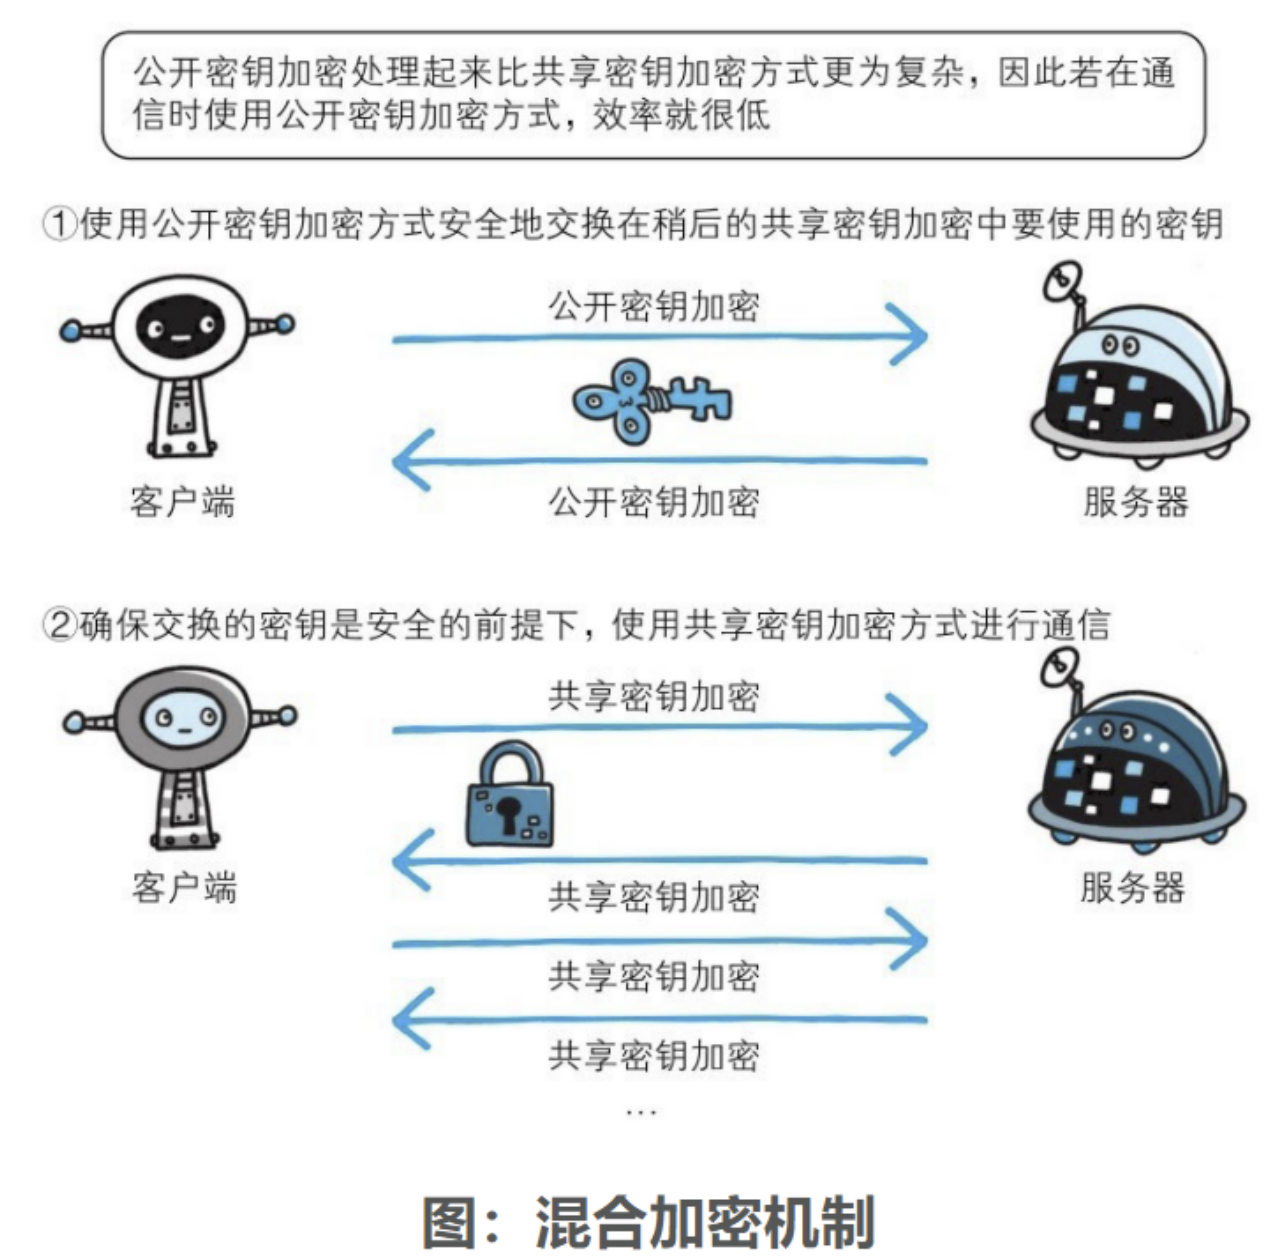 公开密钥加密处理起来比共享密钥加密方式更为复杂，因此若在通
信时使用公开密钥加密方式，效率就很低
①使用公开密钥加密方式安全地交换在稍后的共享密钥加密中要使用的密钥
公开密钥加密
公开密钥加密
客户端
服务器
②确保交换的密钥是安全的前提下，使用共享密钥加密方式进行通信
共享密钥加密
客户端
服务器
共享密钥加密
共享密钥加密
共享密钥加密
…
图：混合加密机制